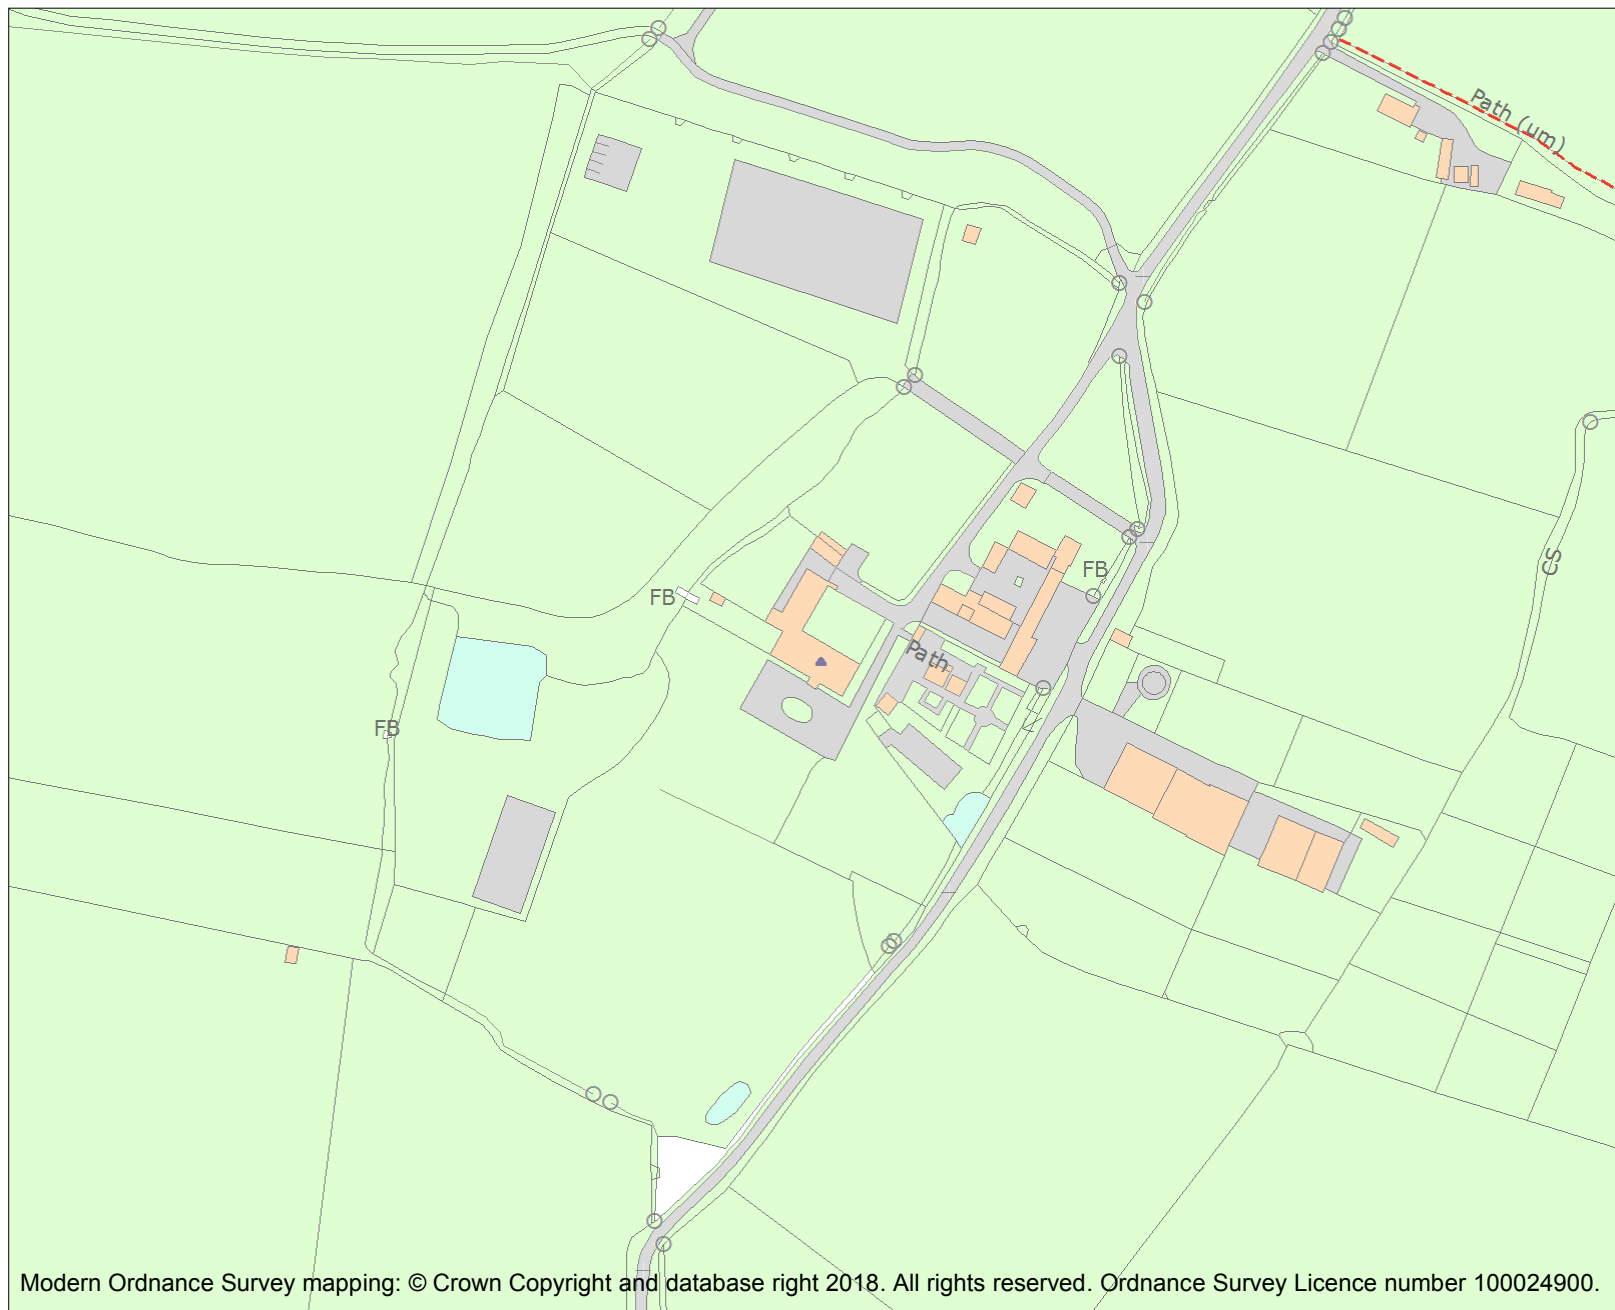 Path (um)
CS
FB
FB
Path
FB
Modern Ordnance Survey mapping: © Crown Copyright and database right 2018. All rights reserved. Ordnance Survey Licence number 100024900.